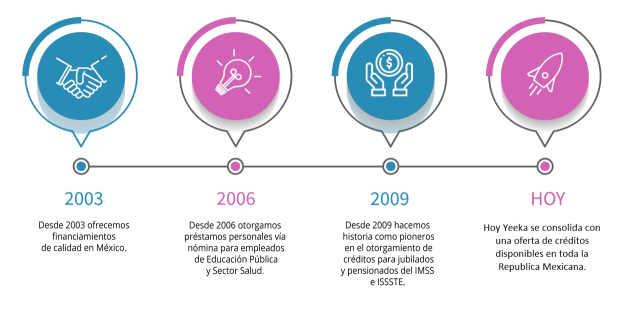 2003
Desde 2003 ofrecemos
financiamientos
de calidad en México.
2006
Desde 2006 otorgamos
préstamos personales vía
nómina para empleados
de Educación Pública
y Sector Salud.
2009
Desde 2009 hacemos
historia como pioneros
en el otorgamiento de
créditos para jubilados
y pensionados del IMSS
e ISSSTE.
HOY
Hoy Yeeka se consolida con
una oferta de créditos
disponibles en toda la
Republica Mexicana.